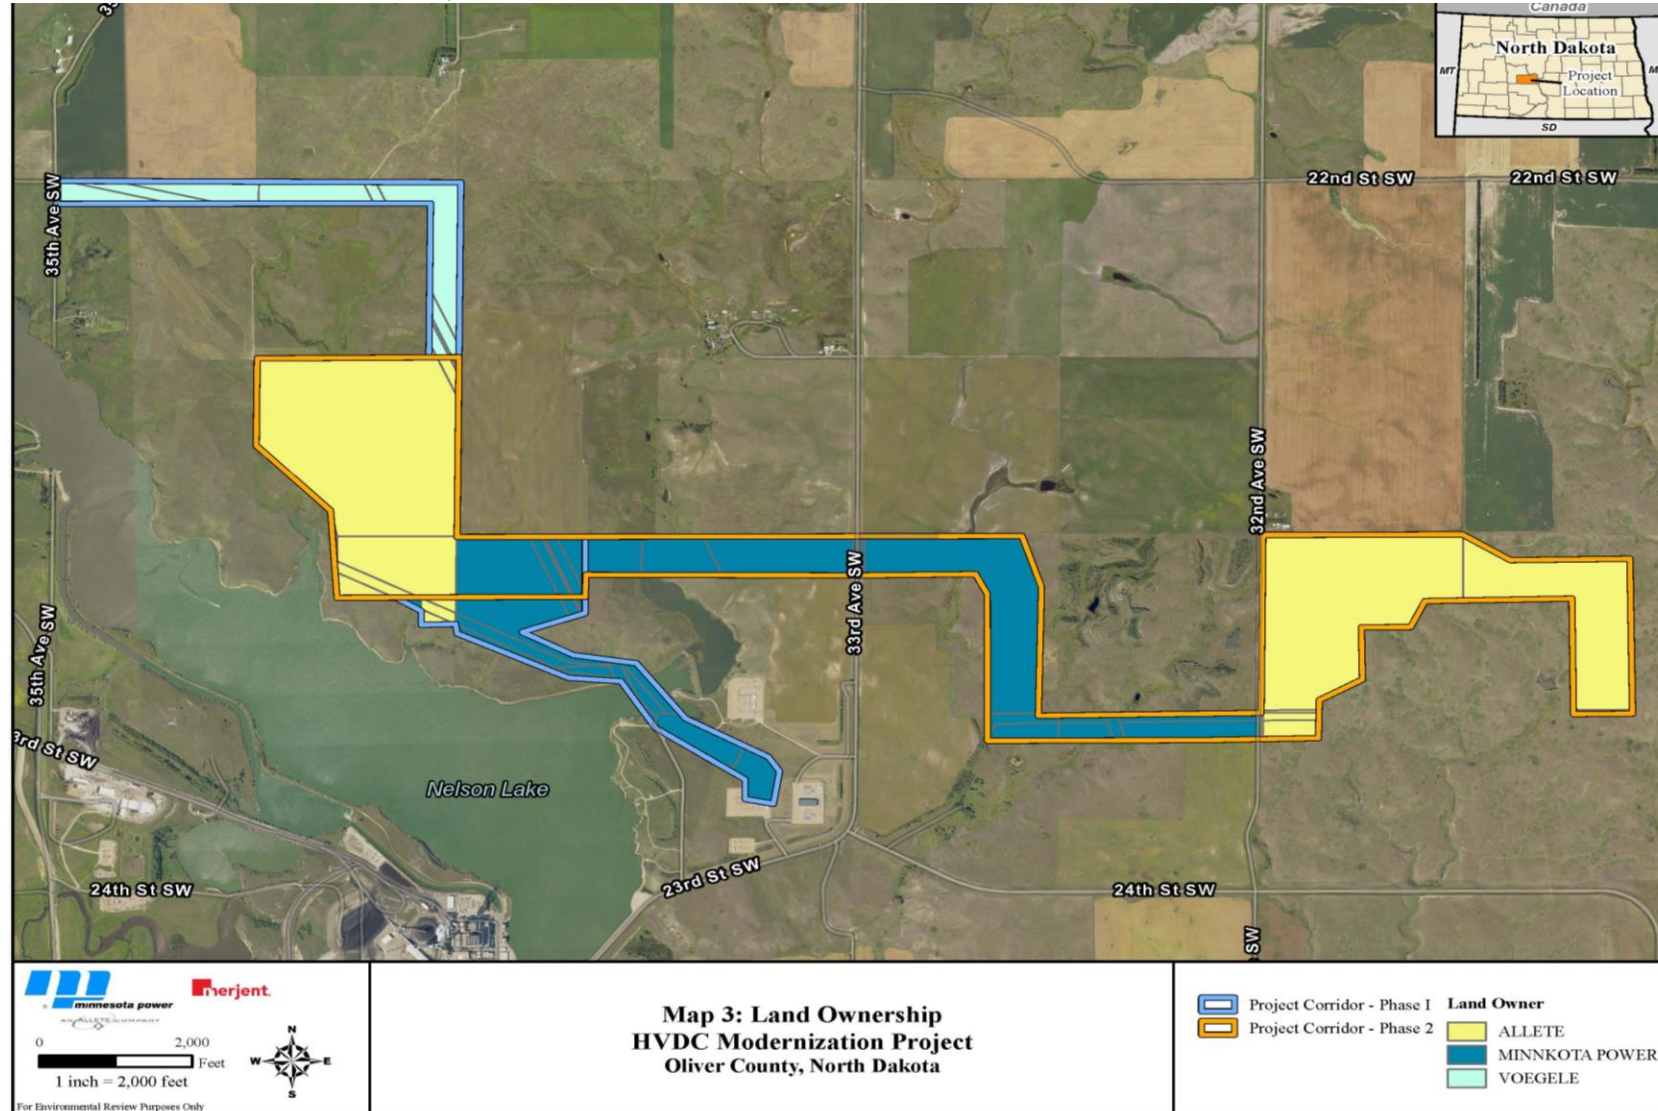 35
Canada
North Dakota
MT
M
Project
Location
SD
22nd St SW
22nd St SW
35th Ave SW
32nd Ave SW
33rd Ave SW
35th Ave SW
3rd St SW
Nelson Lake
24th St SW
23rd St SW
24th St SW
SW
minnesota power
AN ALLETE COMPANY
merjent.
0 2,000
Feet
1 inch = 2,000 feet
N
W E
S
For Environmental Review Purposes Only
Map 3: Land Ownership
HVDC Modernization Project
Oliver County, North Dakota
Project Corridor - Phase I
Project Corridor - Phase 2
Land Owner
ALLETE
MINNKOTA POWER
VOEGELE